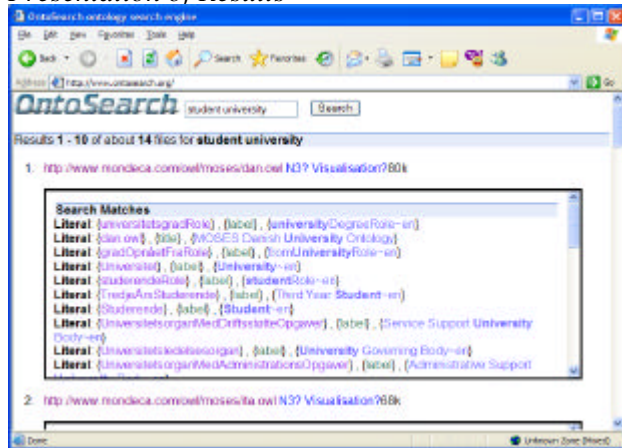 Presentation of Results
OntoSearch ontology search engine
File Edit View Favorites Tools Help
Back Search Favorites
Address http://www.ontosearch.org/ Go
OntoSearch student university Search
Results 1 - 10 of about 14 files for student university
1. http://www.mondeca.com/owl/moses/dan.owl N3? Visualisation?80k
Search Matches
Literal: {universitetsgradRole} , {label} , {universityDegreeRole~en}
Literal: {dan.owl} , {title} , {MOSES Danish University Ontology}
Literal: {gradOpnåetFraRole} , {label} , {fromUniversityRole~en}
Literal: {Universitet} , {label} , {University~en}
Literal: {studerendeRole} , {label} , {studentRole~en}
Literal: {TredjeÅrsStuderende} , {label} , {Third Year Student~en}
Literal: {Studerende} , {label} , {Student~en}
Literal: {UniversitetsorganMedDriftsstøtteOpgaver} , {label} , {Service Support University
Body~en}
Literal: {Universitetsledelsesorgan} , {label} , {University Governing Body~en}
Literal: {UniversitetsorganMedAdministrationsOpgaver} , {label} , {Administrative Support
2. http://www.mondeca.com/owl/moses/ita.owl N3? Visualisation?68k
Done Unknown Zone (Mixed)